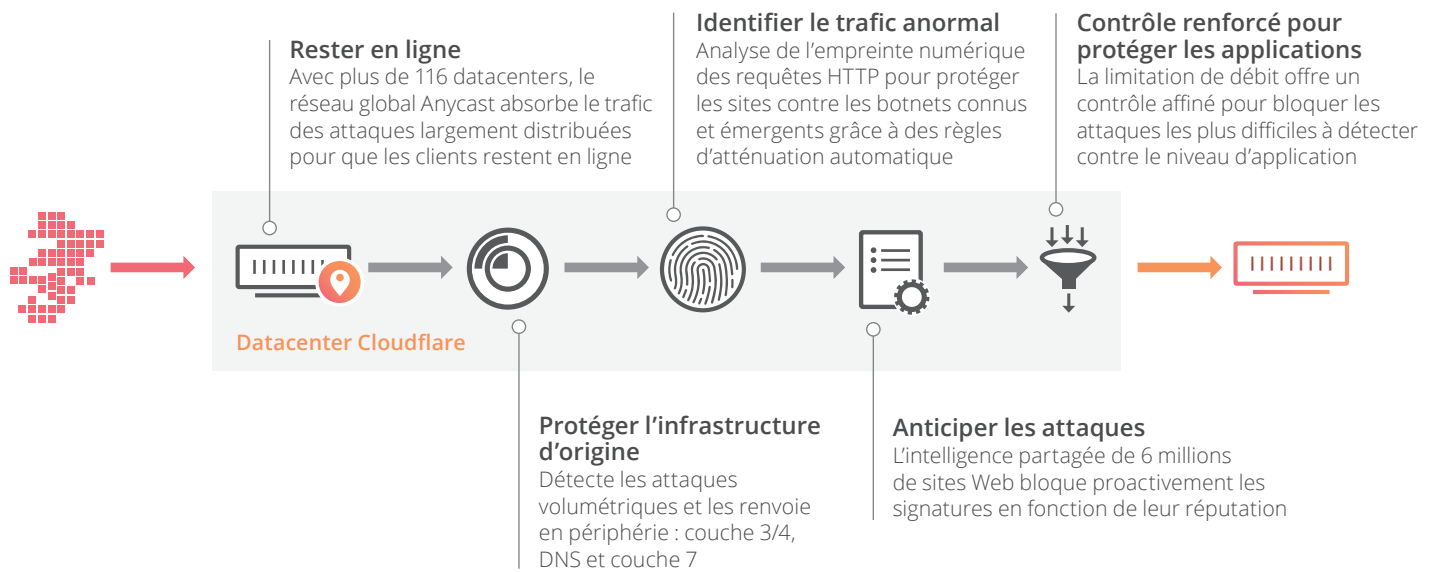 Rester en ligne
Avec plus de 116 datacenters, le
réseau global Anycast absorbe le trafic
des attaques largement distribuées
pour que les clients restent en ligne
Identifier le trafic anormal
Analyse de l’empreinte numérique
des requêtes HTTP pour protéger
les sites contre les botnets connus
et émergents grâce à des règles
d’atténuation automatique
Contrôle renforcé pour
protéger les applications
La limitation de débit offre un
contrôle affiné pour bloquer les
attaques les plus difficiles à détecter
contre le niveau d’application
Datacenter Cloudflare
Protéger l’infrastructure
d’origine
Détecte les attaques
volumétriques et les renvoie
en périphérie : couche 3/4,
DNS et couche 7
Anticiper les attaques
L’intelligence partagée de 6 millions
de sites Web bloque proactivement les
signatures en fonction de leur réputation